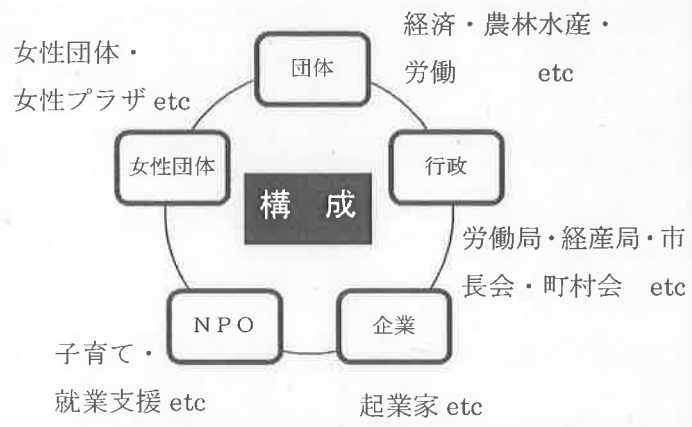 経済・農林水産・
労働 etc
団体
女性団体・
女性プラザ etc
女性団体
行政
構 成
労働局・経産局・市
長会・町村会 etc
NPO
企業
子育て・
就業支援 etc
起業家 etc